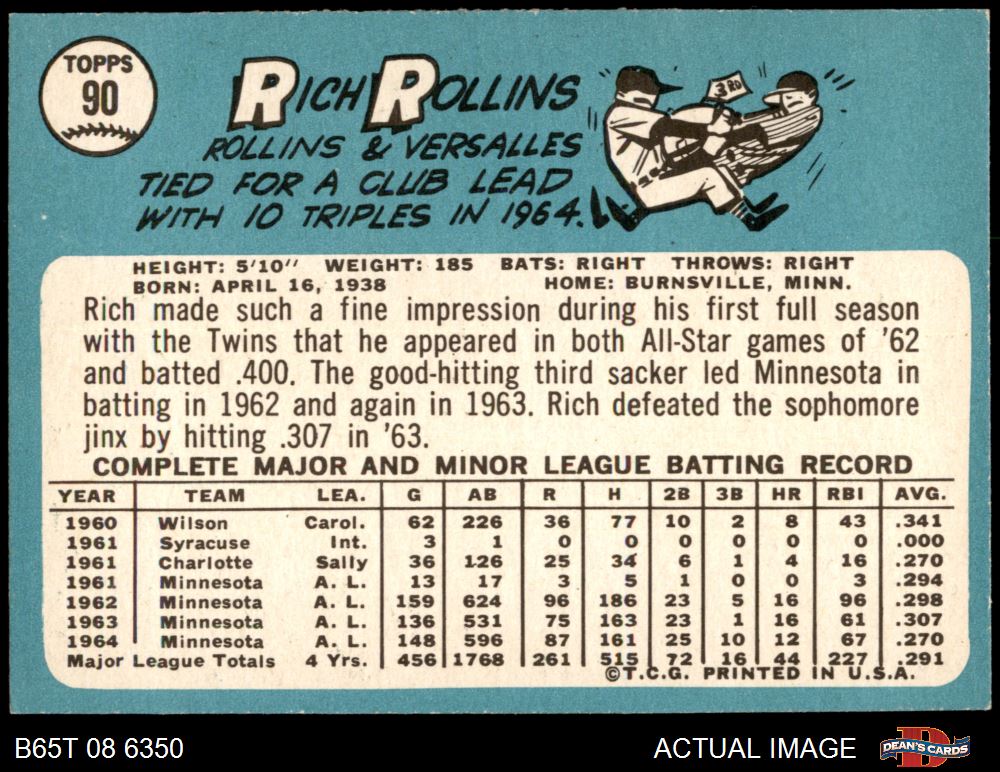 TOPPS
90
RICH ROLLINS
ROLLINS & VERSALLES
TIED FOR A CLUB LEAD
WITH 10 TRIPLES IN 1964.
3RD
HEIGHT: 5'10" WEIGHT: 185 BATS: RIGHT THROWS: RIGHT
BORN: APRIL 16, 1938 HOME: BURNSVILLE, MINN.
Rich made such a fine impression during his first full season
with the Twins that he appeared in both All-Star games of '62
and batted .400. The good-hitting third sacker led Minnesota in
batting in 1962 and again in 1963. Rich defeated the sophomore
jinx by hitting .307 in '63.
COMPLETE MAJOR AND MINOR LEAGUE BATTING RECORD
YEAR TEAM LEA. G AB R H 2B 3B HR RBI AVG.
1960 Wilson Carol. 62 226 36 77 10 2 8 43 .341
1961 Syracuse Int. 3 1 0 0 0 0 0 0 .000
1961 Charlotte Sally 36 126 25 34 6 1 4 16 .270
1961 Minnesota A. L. 13 17 3 5 1 0 0 3 .294
1962 Minnesota A. L. 159 624 96 186 23 5 16 96 .298
1963 Minnesota A. L. 136 531 75 163 23 1 16 61 .307
1964 Minnesota A. L. 148 596 87 161 25 10 12 67 .270
Major League Totals 4 Yrs. 456 1768 261 515 72 16 44 227 .291
©T.C.G. PRINTED IN U.S.A.
B65T 08 6350 ACTUAL IMAGE DEAN'S CARDS